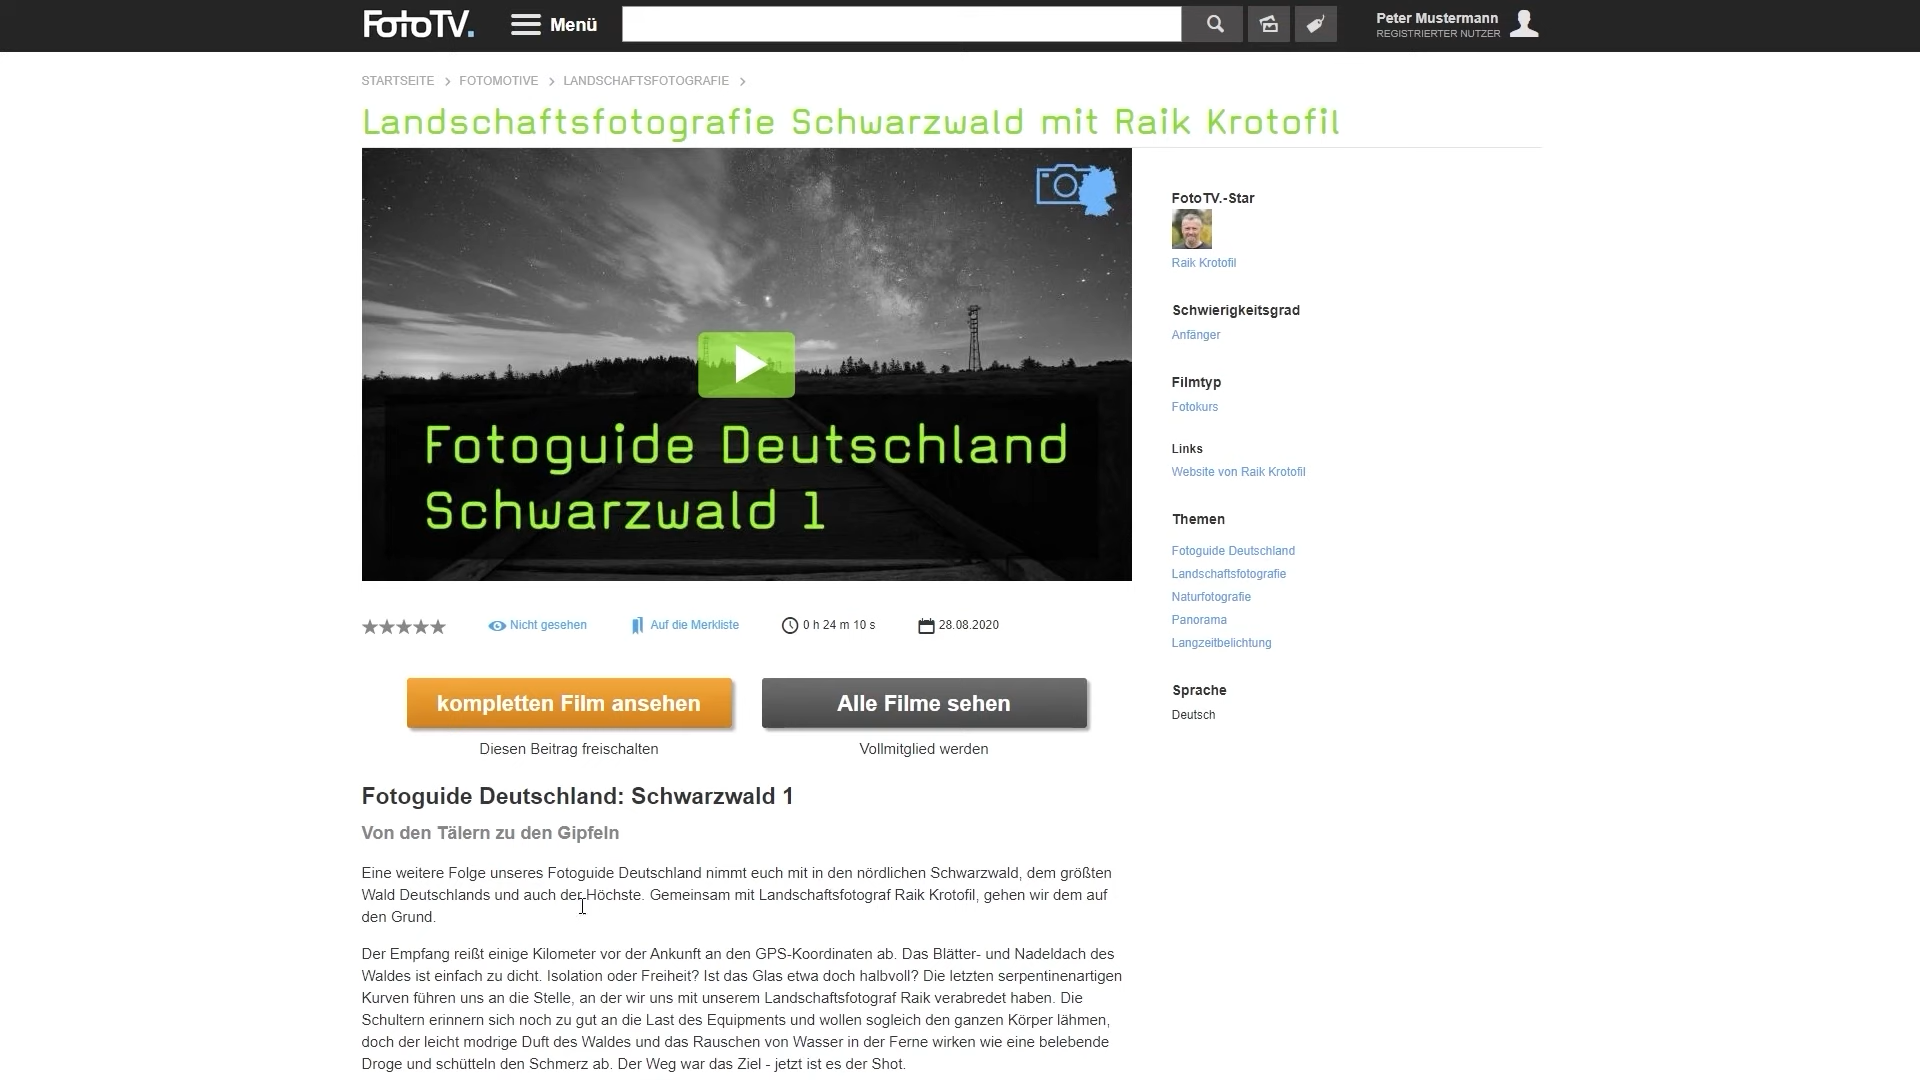 FotoTV.
Menü
Peter Mustermann
REGISTRIERTER NUTZER
STARTSEITE > FOTOMOTIVE > LANDSCHAFTSFOTOGRAFIE >
Landschaftsfotografie Schwarzwald mit Raik Krotofil
Fotoguide Deutschland
Schwarzwald 1
Nicht gesehen
Auf die Merkliste
0 h 24 m 10 s
28.08.2020
kompletten Film ansehen
Diesen Beitrag freischalten
Alle Filme sehen
Vollmitglied werden
Fotoguide Deutschland: Schwarzwald 1
Von den Tälern zu den Gipfeln
Eine weitere Folge unseres Fotoguide Deutschland nimmt euch mit in den nördlichen Schwarzwald, dem größten
Wald Deutschlands und auch der Höchste. Gemeinsam mit Landschaftsfotograf Raik Krotofil, gehen wir dem auf
den Grund.
Der Empfang reißt einige Kilometer vor der Ankunft an den GPS-Koordinaten ab. Das Blätter- und Nadeldach des
Waldes ist einfach zu dicht. Isolation oder Freiheit? Ist das Glas etwa doch halbvoll? Die letzten serpentinenartigen
Kurven führen uns an die Stelle, an der wir uns mit unserem Landschaftsfotograf Raik verabredet haben. Die
Schultern erinnern sich noch zu gut an die Last des Equipments und wollen sogleich den ganzen Körper lähmen,
doch der leicht modrige Duft des Waldes und das Rauschen von Wasser in der Ferne wirken wie eine belebende
Droge und schütteln den Schmerz ab. Der Weg war das Ziel - jetzt ist es der Shot.
FotoTV.-Star
Raik Krotofil
Schwierigkeitsgrad
Anfänger
Filmtyp
Fotokurs
Links
Website von Raik Krotofil
Themen
Fotoguide Deutschland
Landschaftsfotografie
Naturfotografie
Panorama
Langzeitbelichtung
Sprache
Deutsch